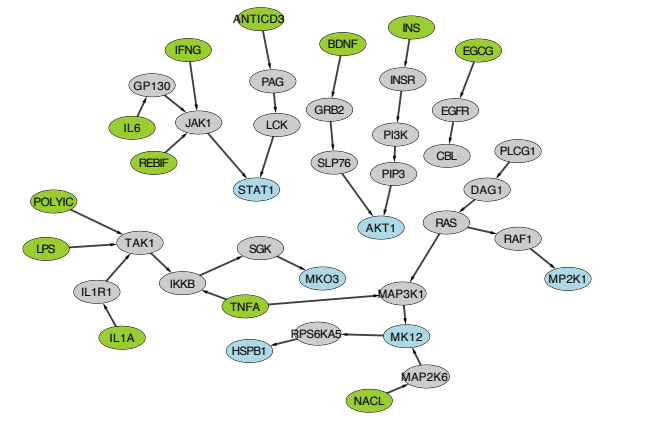 ANTICD3
INS
BDNF
IFNG
EGCG
PAG
INSR
GP130
GRB2
EGFR
IL6
JAK1
LCK
PI3K
REBIF
SLP76
CBL
PLCG1
PIP3
STAT1
DAG1
POLYIC
AKT1
RAS
RAF1
LPS
TAK1
SGK
IKKB
MKO3
MP2K1
IL1R1
TNFA
MAP3K1
IL1A
RPS6KA5
MK12
HSPB1
MAP2K6
NACL